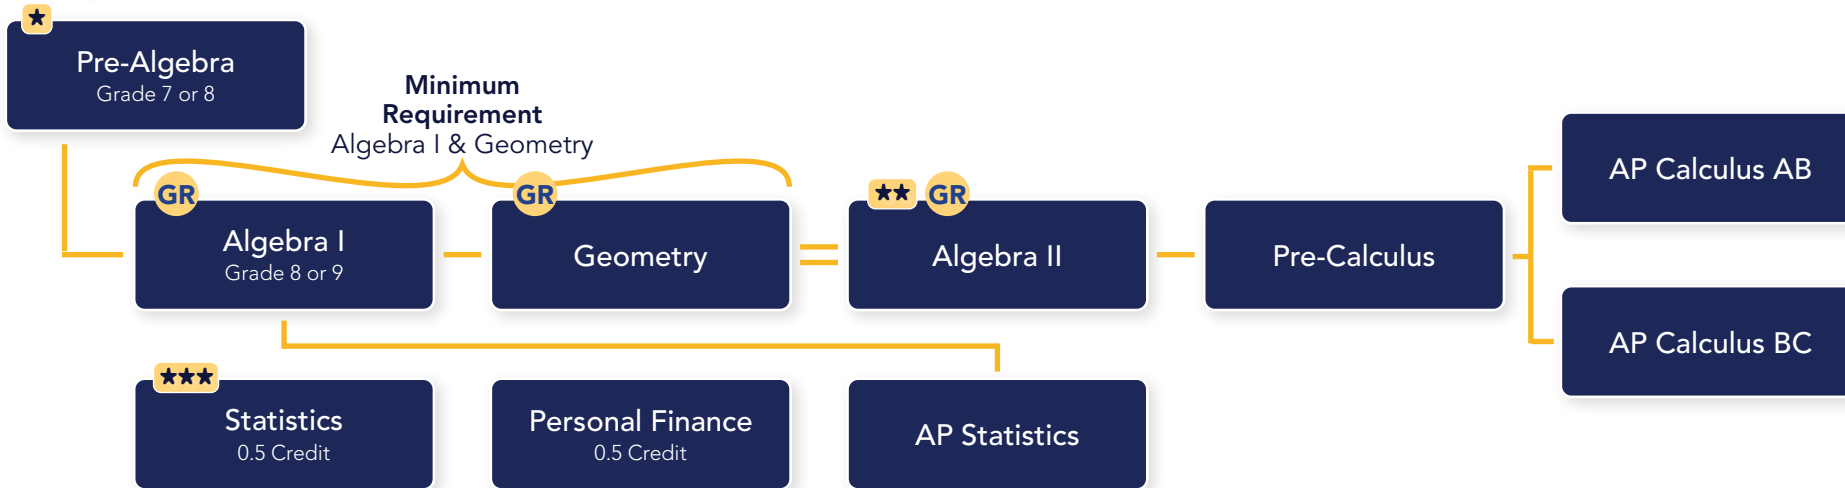 ★
Pre-Algebra
Grade 7 or 8
Minimum
Requirement
Algebra I & Geometry
GR
Algebra I
Grade 8 or 9
GR
Geometry
★★
GR
Algebra II
Pre-Calculus
AP Calculus AB
AP Calculus BC
★★★
Statistics
0.5 Credit
Personal Finance
0.5 Credit
AP Statistics